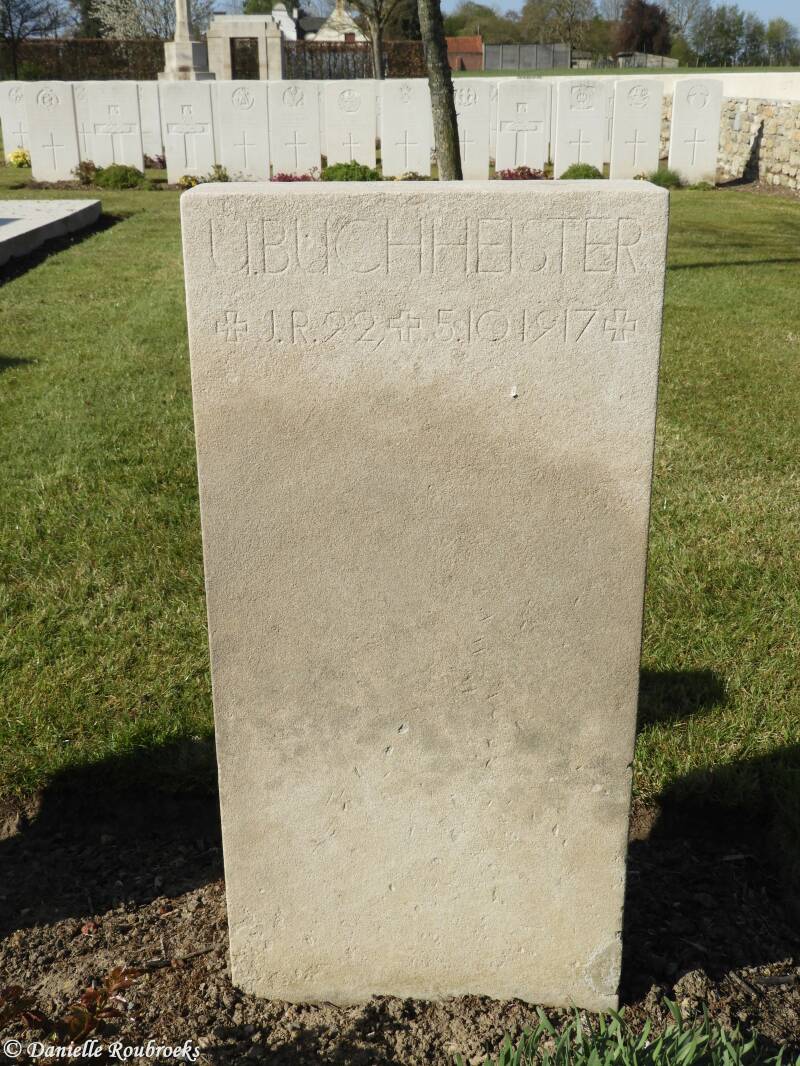 U.BUCHHEISTER
✠ J.R.92, ✠ 5.10.1917 ✠
© Danielle Roubroeks